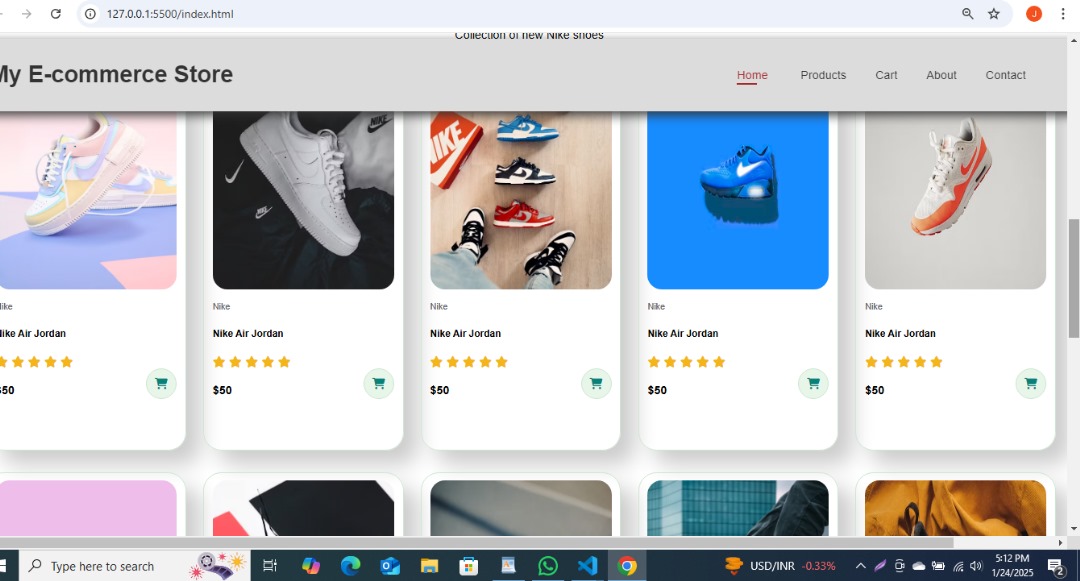 127.0.0.1:5500/index.html
J
Collection of new Nike shoes
My E-commerce Store
Home Products Cart About Contact
NIKE
NIKE
NIKE
Nike Nike Nike Nike Nike
Nike Air Jordan Nike Air Jordan Nike Air Jordan Nike Air Jordan Nike Air Jordan
$50 $50 $50 $50 $50
Type here to search
USD/INR -0.33%
5:12 PM
1/24/2025
2